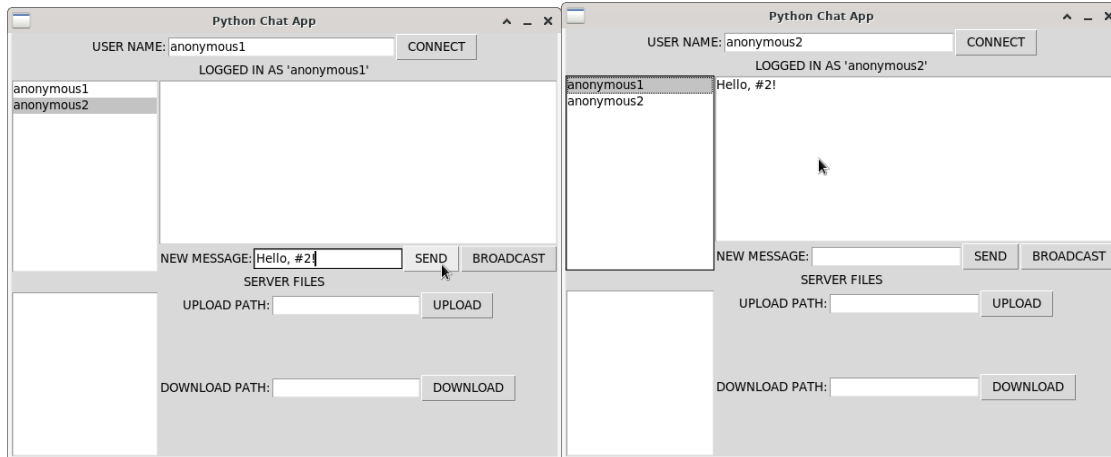 Python Chat App
USER NAME: anonymous1 CONNECT
LOGGED IN AS 'anonymous1'
anonymous1
anonymous2
NEW MESSAGE: Hello, #2! SEND BROADCAST
SERVER FILES
UPLOAD PATH: UPLOAD
DOWNLOAD PATH: DOWNLOAD
Python Chat App
USER NAME: anonymous2 CONNECT
LOGGED IN AS 'anonymous2'
anonymous1 Hello, #2!
anonymous2
NEW MESSAGE: SEND BROADCAST
SERVER FILES
UPLOAD PATH: UPLOAD
DOWNLOAD PATH: DOWNLOAD